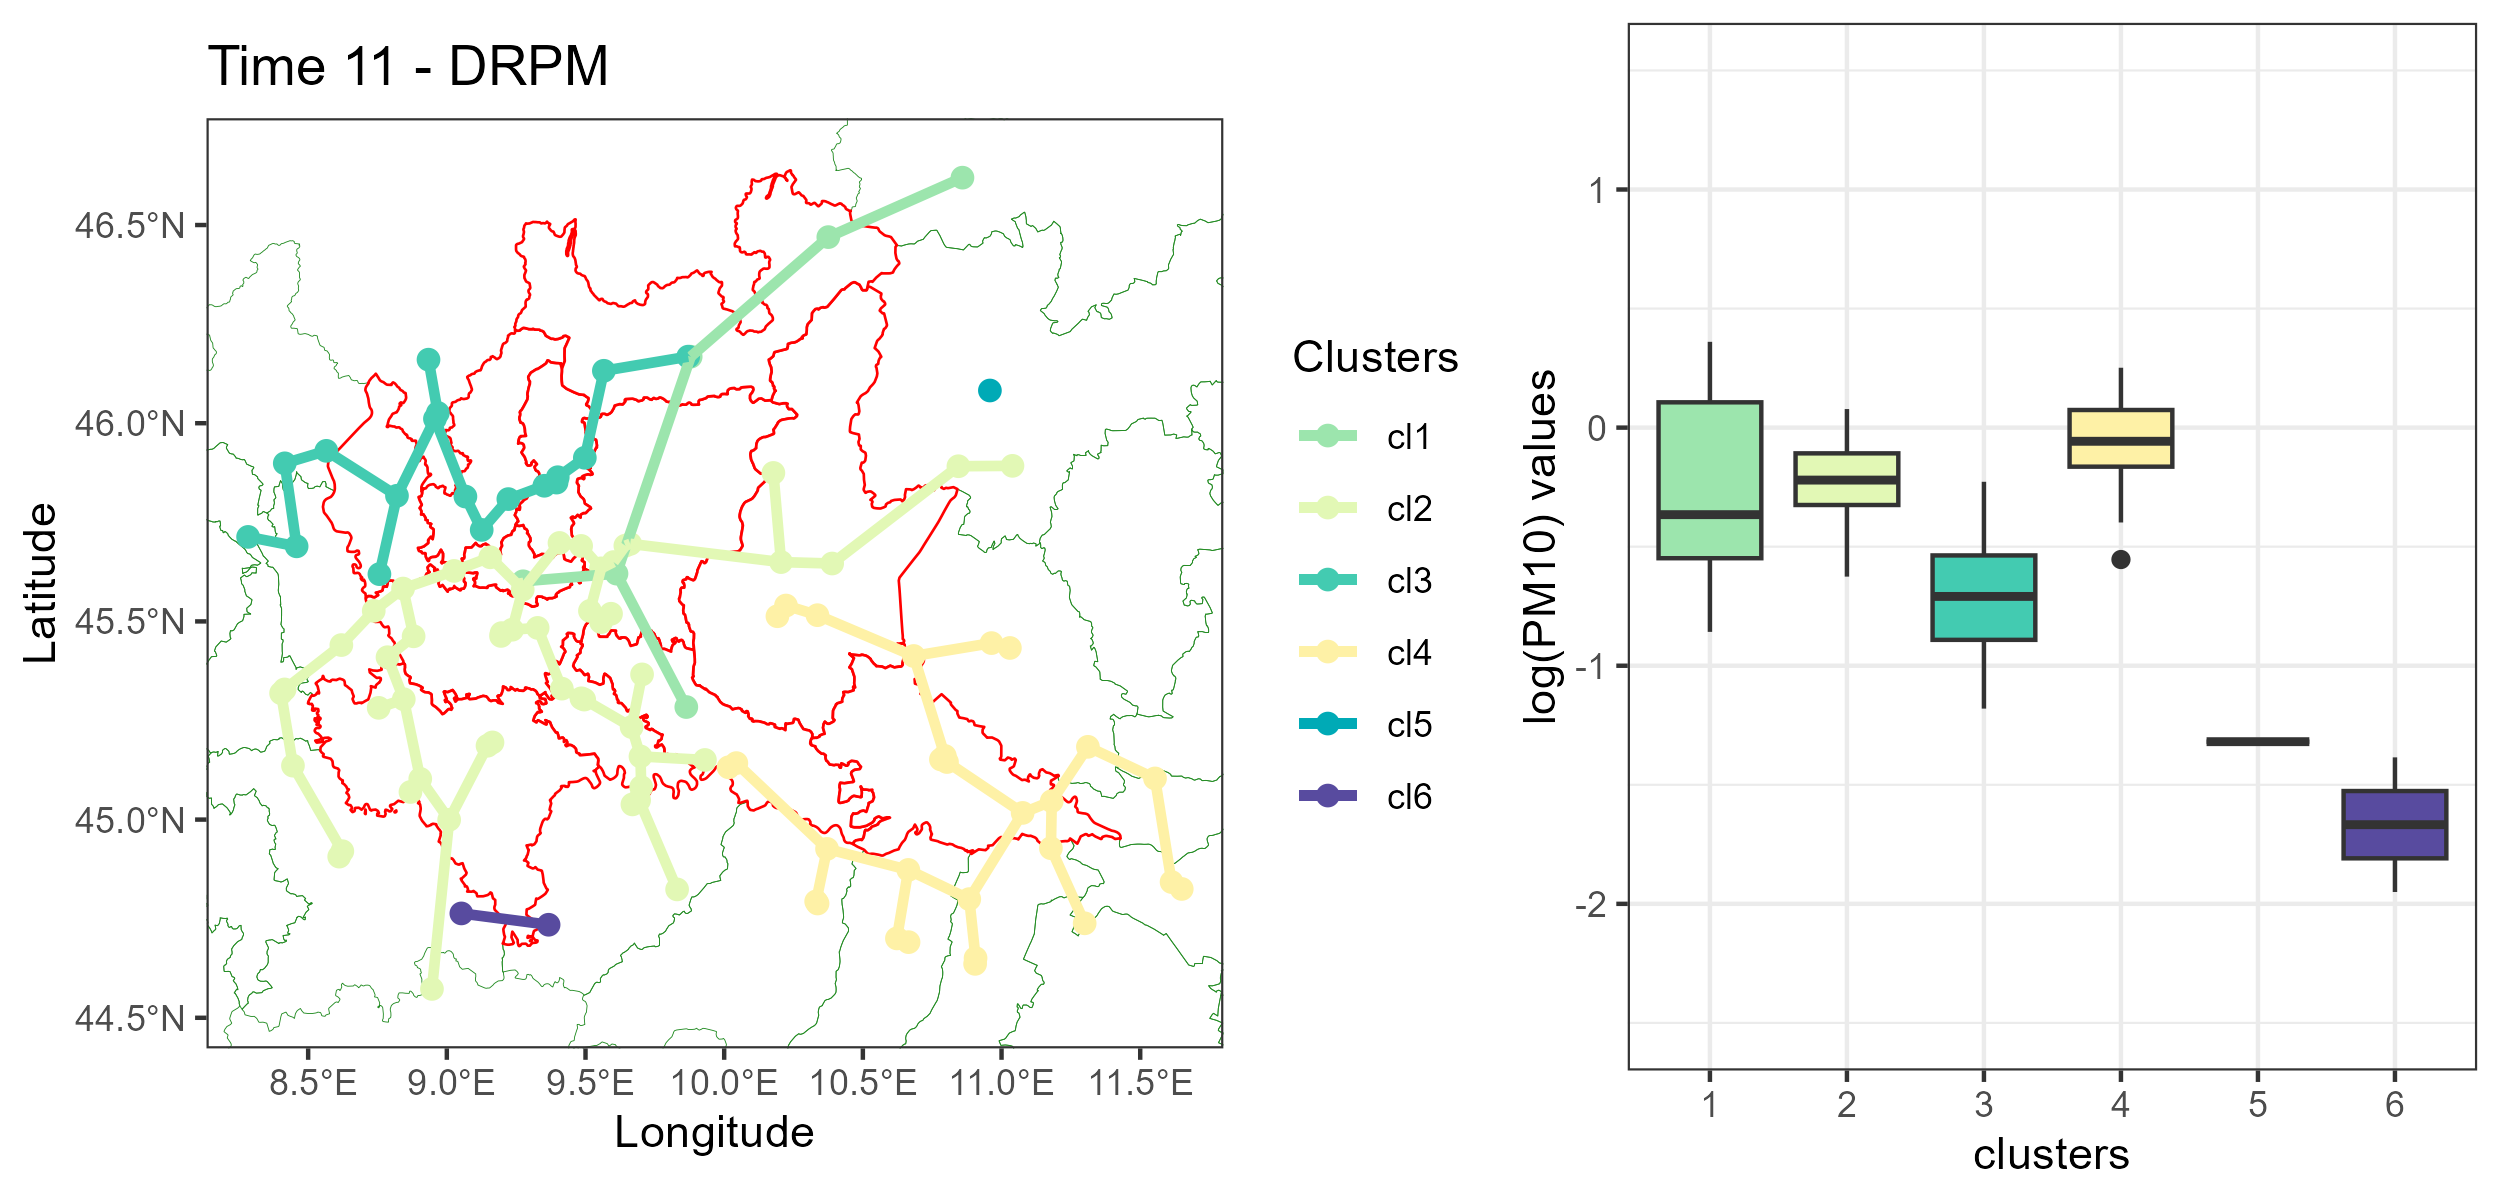 Time 11 - DRPM
46.5°N
46.0°N
45.5°N
45.0°N
44.5°N
Latitude
8.5°E 9.0°E 9.5°E 10.0°E 10.5°E 11.0°E 11.5°E
Longitude
Clusters
cl1
cl2
cl3
cl4
cl5
cl6
log(PM10) values
1
0
-1
-2
1 2 3 4 5 6
clusters